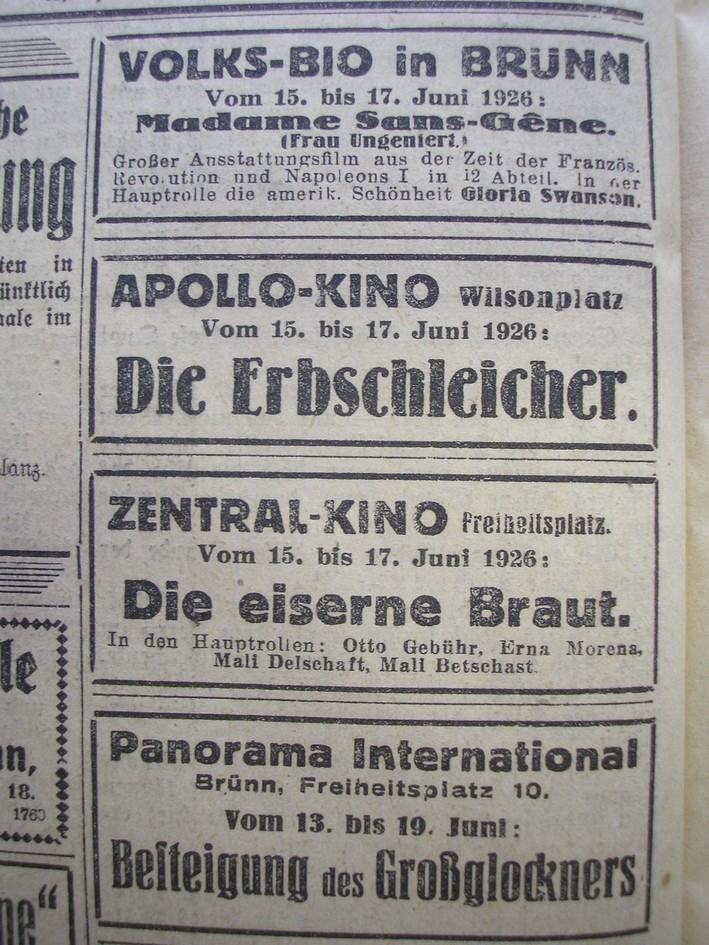 VOLKS-BIO in BRÜNN
Vom 15. bis 17. Juni 1926:
Madame Sans-Gêne.
(Frau Ungeniert.)
Großer Ausstattungsfilm aus der Zeit der Französ.
Revolution und Napoleons I in 12 Abteil. In der
Hauptrolle die amerik. Schönheit Gloria Swanson.
APOLLO-KINO Wilsonplatz
Vom 15. bis 17. Juni 1926:
Die Erbschleicher.
ZENTRAL-KINO Freiheitsplatz.
Vom 15. bis 17. Juni 1926:
Die eiserne Braut.
In den Hauptrollen: Otto Gebühr, Erna Morena,
Mali Delschaft, Mali Betschast.
Panorama International
Brünn, Freiheitsplatz 10.
Vom 13. bis 19. Juni:
Besteigung des Großglockners
he
ung
ten in
ünktlich
aale im
lanz.
le
nn,
18.
1760
ne“